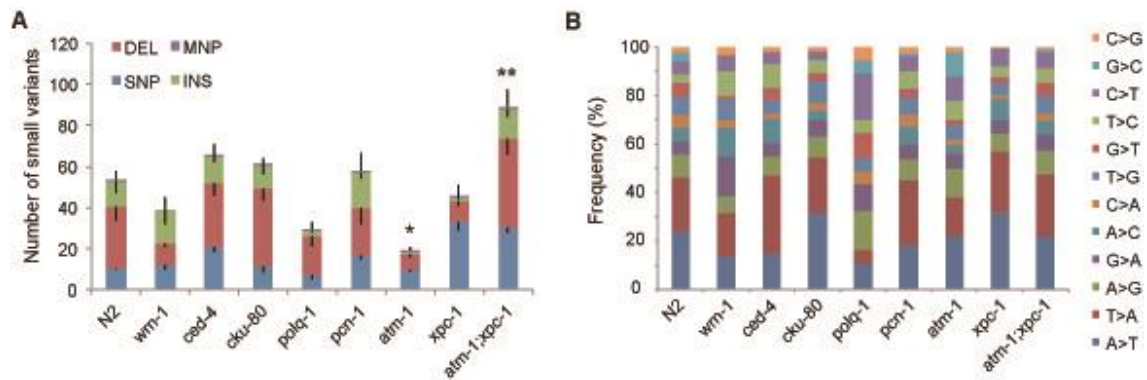 A
Number of small variants
120
100
80
60
40
20
0
DEL MNP
SNP INS
*
**
N2
wrn-1
ced-4
cku-80
polq-1
pcn-1
atm-1
xpc-1
atm-1;xpc-1
B
Frequency (%)
100
80
60
40
20
0
N2
wrn-1
ced-4
cku-80
polq-1
pcn-1
atm-1
xpc-1
atm-1;xpc-1
C>G
G>C
C>T
T>C
G>T
T>G
C>A
A>C
G>A
A>G
T>A
A>T